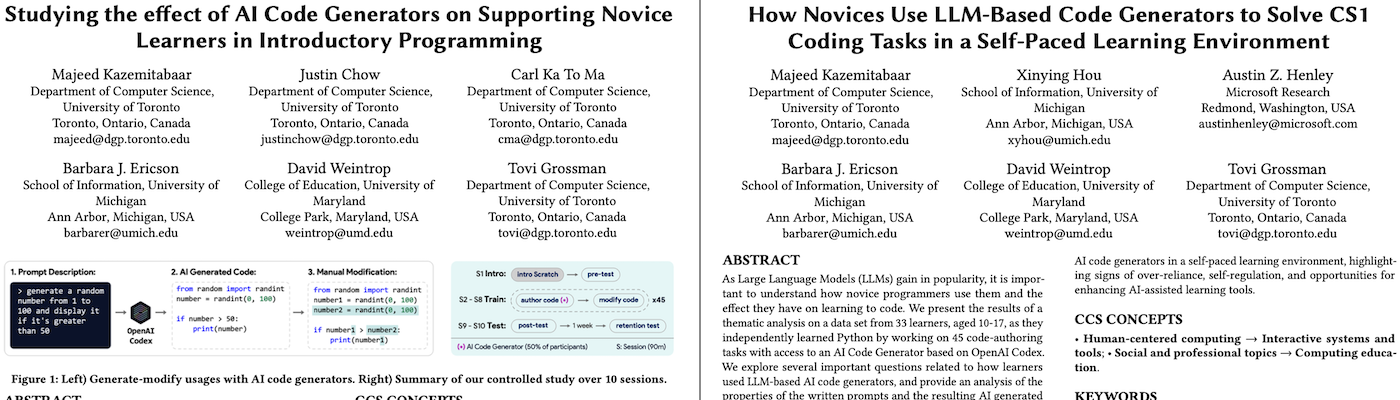 Studying the effect of AI Code Generators on Supporting Novice
Learners in Introductory Programming
Majeed Kazemitabaar
Department of Computer Science,
University of Toronto
Toronto, Ontario, Canada
majeed@dgp.toronto.edu
Justin Chow
Department of Computer Science,
University of Toronto
Toronto, Ontario, Canada
justinchow@dgp.toronto.edu
Carl Ka To Ma
Department of Computer Science,
University of Toronto
Toronto, Ontario, Canada
cma@dgp.toronto.edu
Barbara J. Ericson
School of Information, University of
Michigan
Ann Arbor, Michigan, USA
barbarer@umich.edu
David Weintrop
College of Education, University of
Maryland
College Park, Maryland, USA
weintrop@umd.edu
Tovi Grossman
Department of Computer Science,
University of Toronto
Toronto, Ontario, Canada
tovi@dgp.toronto.edu
1. Prompt Description:
> generate a random
number from 1 to
100 and display it
if it's greater
than 50
OpenAI
Codex
2. AI Generated Code:
from random import randint
number = randint(0, 100)
if number > 50:
print(number)
3. Manual Modification:
from random import randint
number1 = randint(0, 100)
number2 = randint(0, 100)
if number1 > number2:
print(number1)
S1 Intro: intro Scratch → pre-test
S2 - S8 Train: author code (+) → modify code x45
S9 - S10 Test: post-test → 1 week → retention test
(+) AI Code Generator (50% of participants) S: Session (90m)
Figure 1: Left) Generate-modify usages with AI code generators. Right) Summary of our controlled study over 10 sessions.
ABSTRACT
CCS CONCEPTS
How Novices Use LLM-Based Code Generators to Solve CS1
Coding Tasks in a Self-Paced Learning Environment
Majeed Kazemitabaar
Department of Computer Science,
University of Toronto
Toronto, Ontario, Canada
majeed@dgp.toronto.edu
Xinying Hou
School of Information, University of
Michigan
Ann Arbor, Michigan, USA
xyhou@umich.edu
Austin Z. Henley
Microsoft Research
Redmond, Washington, USA
austinhenley@microsoft.com
Barbara J. Ericson
School of Information, University of
Michigan
Ann Arbor, Michigan, USA
barbarer@umich.edu
David Weintrop
College of Education, University of
Maryland
College Park, Maryland, USA
weintrop@umd.edu
Tovi Grossman
Department of Computer Science,
University of Toronto
Toronto, Ontario, Canada
tovi@dgp.toronto.edu
ABSTRACT
As Large Language Models (LLMs) gain in popularity, it is impor-
tant to understand how novice programmers use them and the
effect they have on learning to code. We present the results of a
thematic analysis on a data set from 33 learners, aged 10-17, as they
independently learned Python by working on 45 code-authoring
tasks with access to an AI Code Generator based on OpenAI Codex.
We explore several important questions related to how learners
used LLM-based AI code generators, and provide an analysis of the
properties of the written prompts and the resulting AI generated
AI code generators in a self-paced learning environment, highlight-
ing signs of over-reliance, self-regulation, and opportunities for
enhancing AI-assisted learning tools.
CCS CONCEPTS
• Human-centered computing → Interactive systems and
tools; • Social and professional topics → Computing educa-
tion.
KEYWORDS